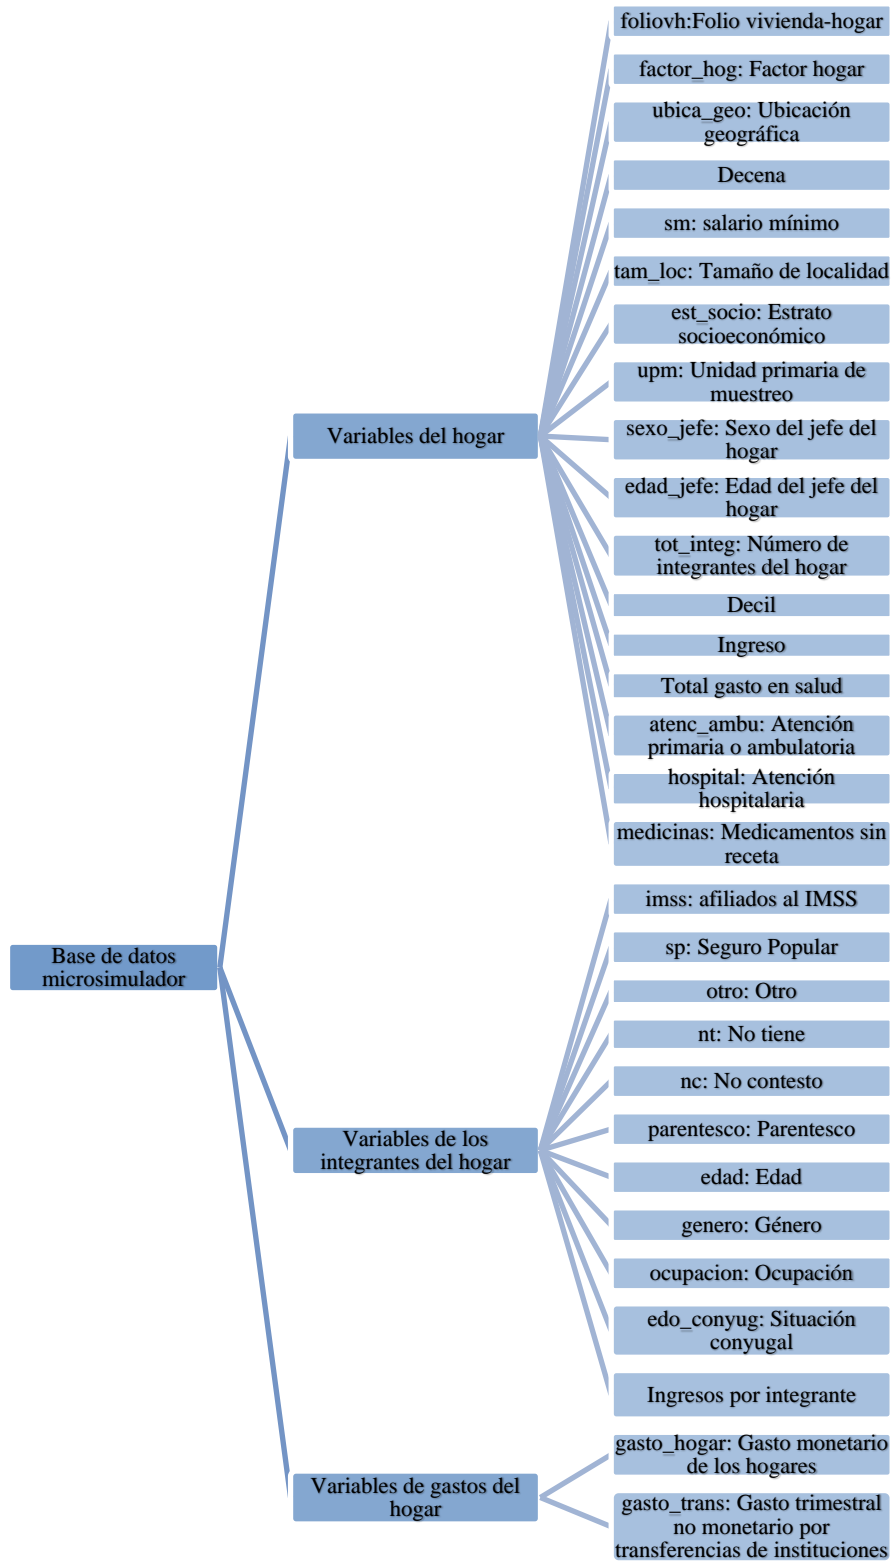 Base de datos
microsimulador
Variables del hogar
foliovh:Folio vivienda-hogar
factor_hog: Factor hogar
ubica_geo: Ubicación
geográfica
Decena
sm: salario mínimo
tam_loc: Tamaño de localidad
est_socio: Estrato
socioeconómico
upm: Unidad primaria de
muestreo
sexo_jefe: Sexo del jefe del
hogar
edad_jefe: Edad del jefe del
hogar
tot_integ: Número de
integrantes del hogar
Decil
Ingreso
Total gasto en salud
atenc_ambu: Atención
primaria o ambulatoria
hospital: Atención
hospitalaria
medicinas: Medicamentos sin
receta
Variables de los
integrantes del hogar
imss: afiliados al IMSS
sp: Seguro Popular
otro: Otro
nt: No tiene
nc: No contesto
parentesco: Parentesco
edad: Edad
genero: Género
ocupacion: Ocupación
edo_conyug: Situación
conyugal
Ingresos por integrante
Variables de gastos del
hogar
gasto_hogar: Gasto monetario
de los hogares
gasto_trans: Gasto trimestral
no monetario por
transferencias de instituciones